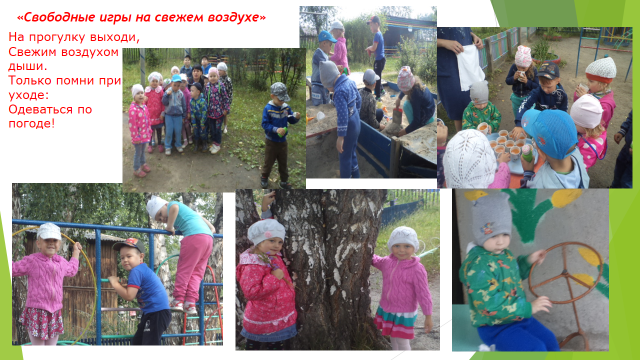 «Свободные игры на свежем воздухе»
На прогулку выходи,
Свежим воздухом
дыши.
Только помни при
уходе:
Одеваться по
погоде!